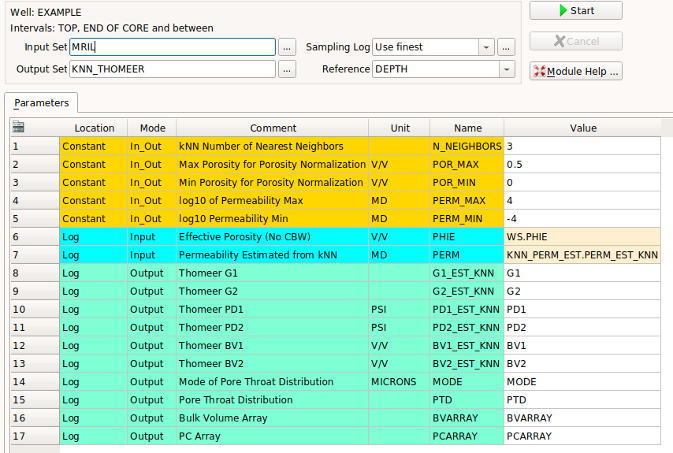 Well: EXAMPLE
Intervals: TOP, END OF CORE and between
Input Set MRIL ... Sampling Log Use finest ...
Output Set KNN_THOMEER ... Reference DEPTH
Start
Cancel
Module Help ...
Parameters
Location Mode Comment Unit Name Value
1 Constant In_Out kNN Number of Nearest Neighbors N_NEIGHBORS 3
2 Constant In_Out Max Porosity for Porosity Normalization V/V POR_MAX 0.5
3 Constant In_Out Min Porosity for Porosity Normalization V/V POR_MIN 0
4 Constant In_Out log10 of Permeability Max MD PERM_MAX 4
5 Constant In_Out log10 Permeability Min MD PERM_MIN -4
6 Log Input Effective Porosity (No CBW) V/V PHIE WS.PHIE
7 Log Input Permeability Estimated from kNN MD PERM KNN_PERM_EST.PERM_EST_KNN
8 Log Output Thomeer G1 G1_EST_KNN G1
9 Log Output Thomeer G2 G2_EST_KNN G2
10 Log Output Thomeer PD1 PSI PD1_EST_KNN PD1
11 Log Output Thomeer PD2 PSI PD2_EST_KNN PD2
12 Log Output Thomeer BV1 V/V BV1_EST_KNN BV1
13 Log Output Thomeer BV2 V/V BV2_EST_KNN BV2
14 Log Output Mode of Pore Throat Distribution MICRONS MODE MODE
15 Log Output Pore Throat Distribution PTD PTD
16 Log Output Bulk Volume Array BVARRAY BVARRAY
17 Log Output PC Array PCARRAY PCARRAY